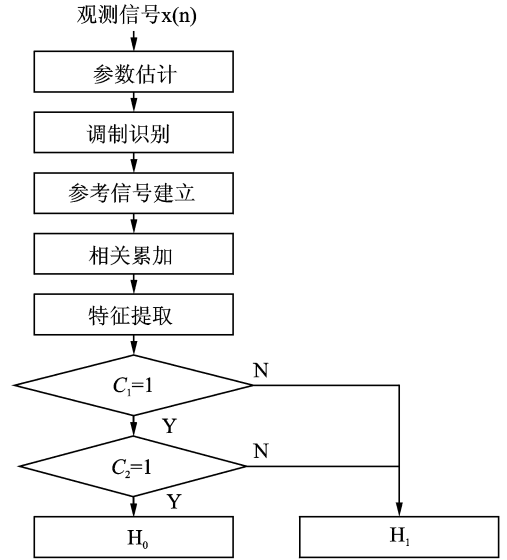 观测信号x(n)
参数估计
调制识别
参考信号建立
相关累加
特征提取
C₁=1
N
Y
C₂=1
N
Y
H₀
H₁